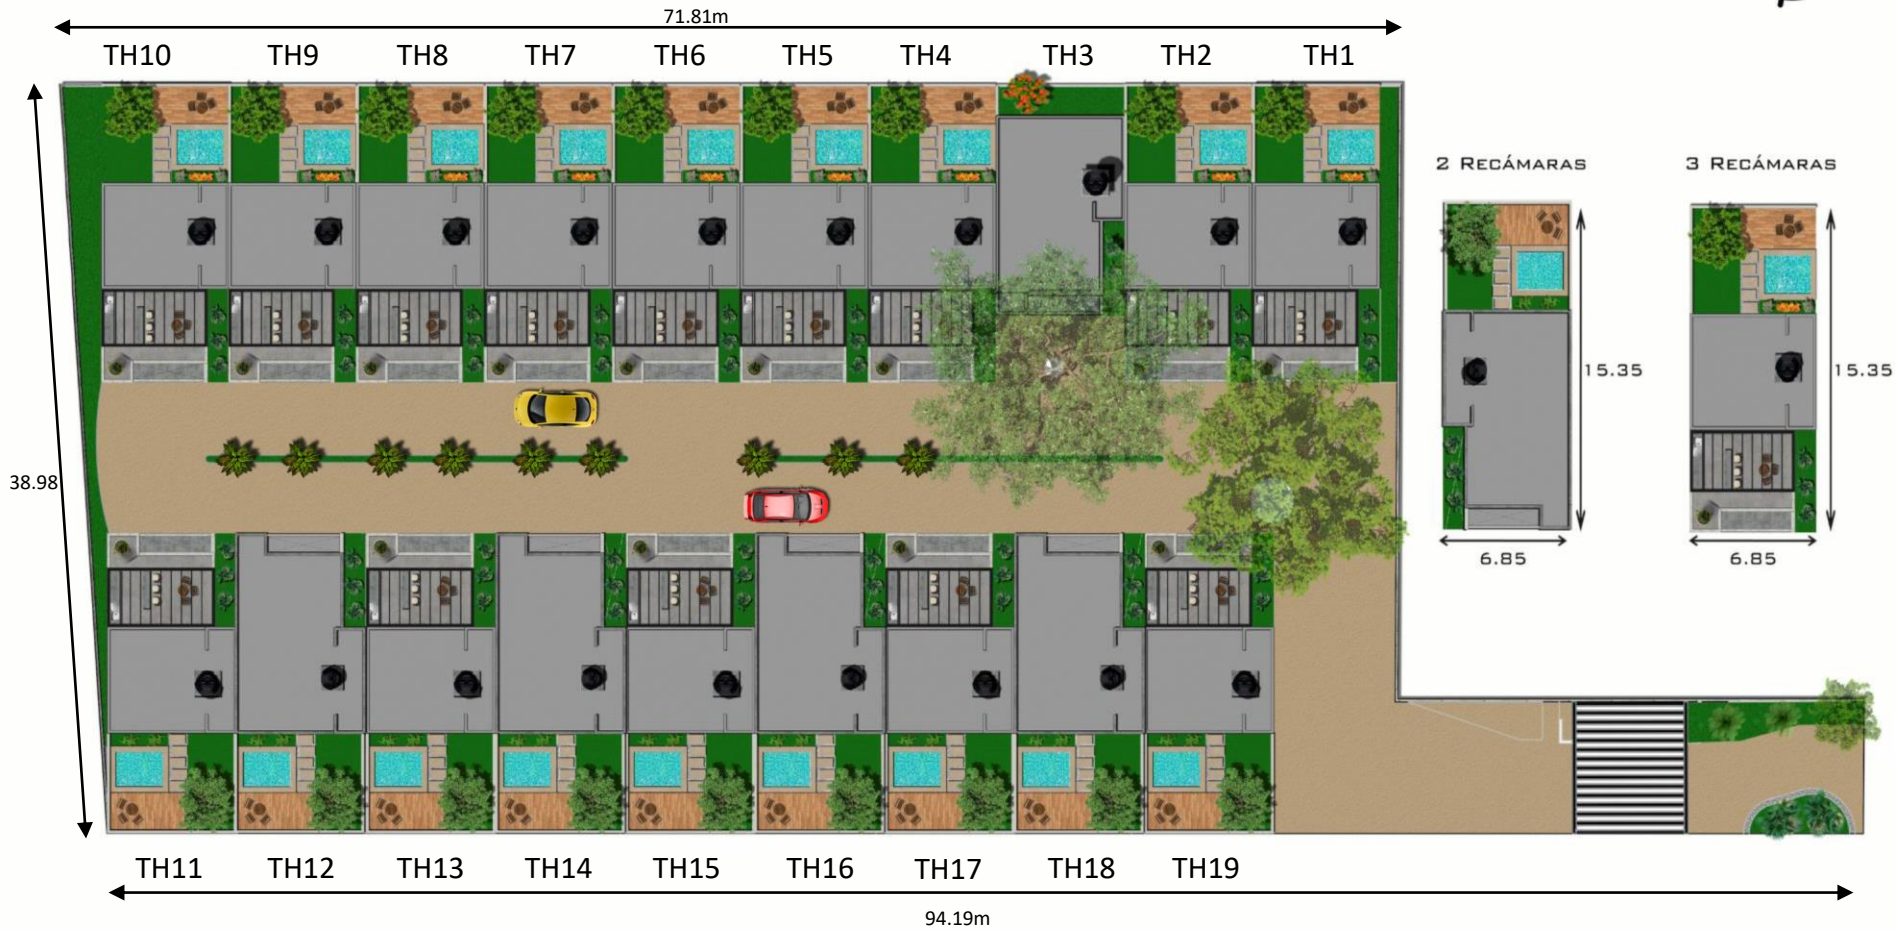 71.81m
TH10 TH9 TH8 TH7 TH6 TH5 TH4 TH3 TH2 TH1
2 RECÁMARAS 3 RECÁMARAS
15.35 15.35
38.98
6.85 6.85
TH11 TH12 TH13 TH14 TH15 TH16 TH17 TH18 TH19
94.19m